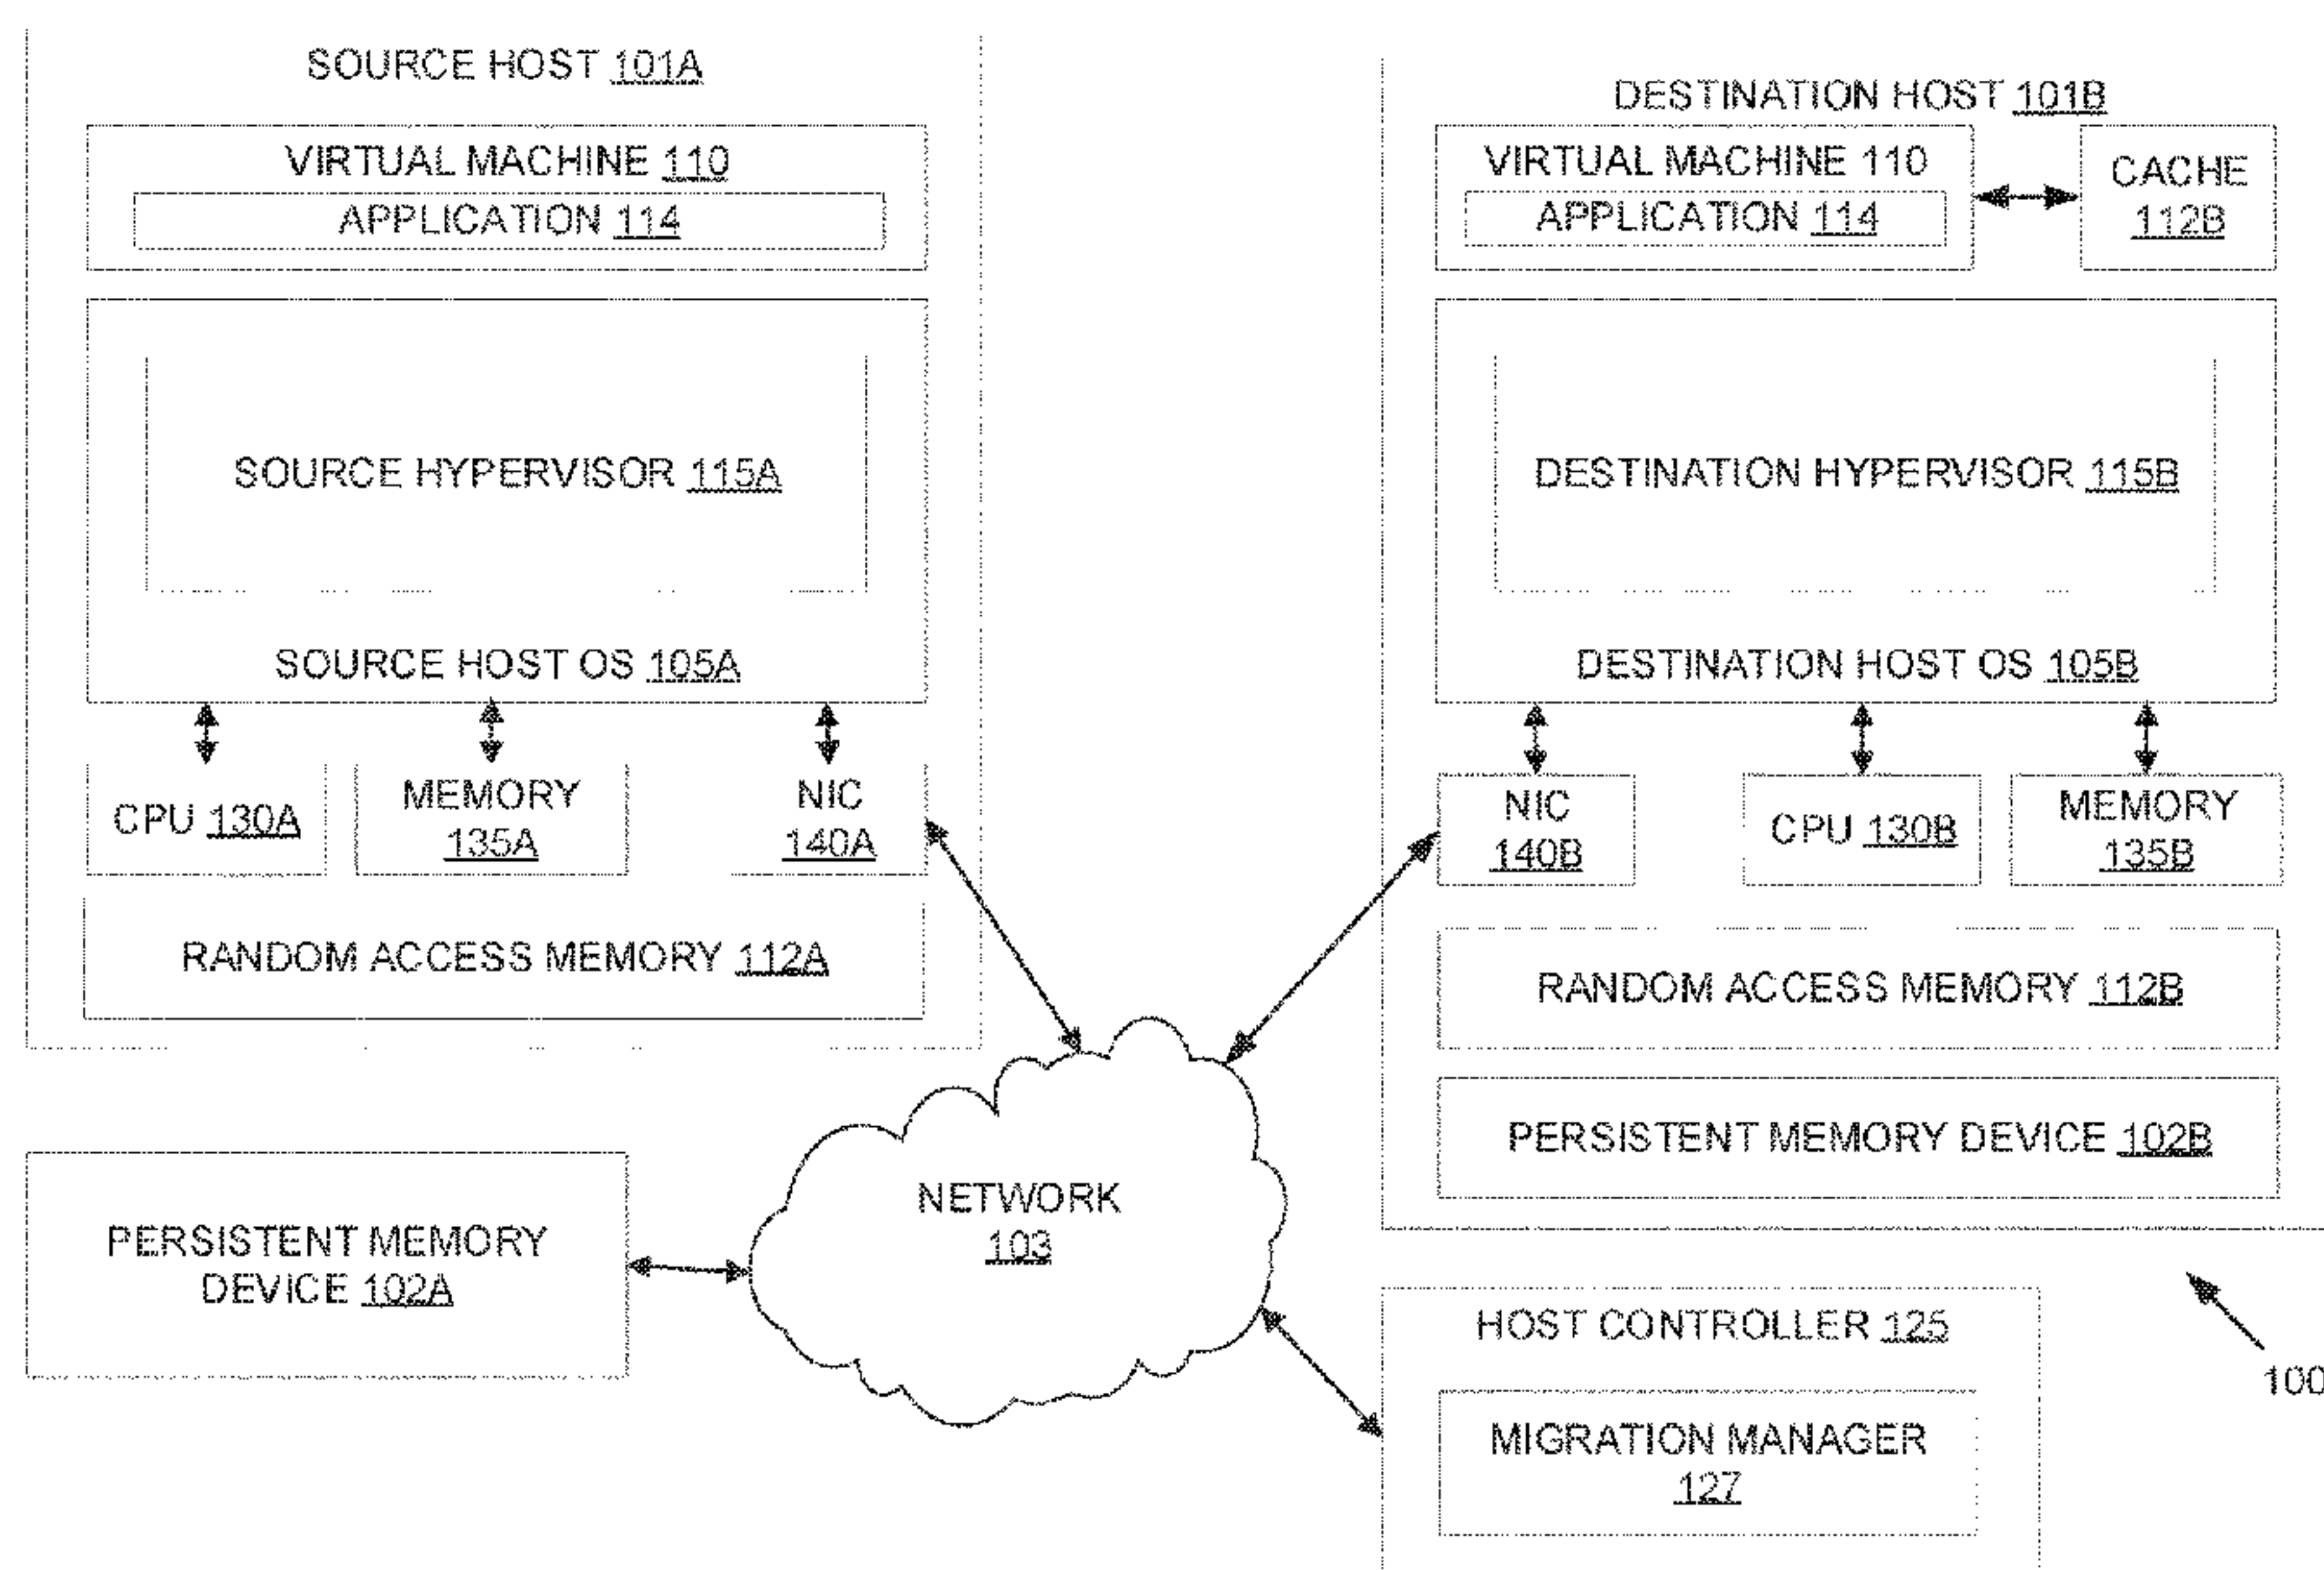 SOURCE HOST 101A
VIRTUAL MACHINE 110
APPLICATION 114
SOURCE HYPERVISOR 115A
SOURCE HOST OS 105A
CPU 130A
MEMORY
135A
NIC
140A
RANDOM ACCESS MEMORY 112A
PERSISTENT MEMORY
DEVICE 102A
NETWORK
103
DESTINATION HOST 101B
VIRTUAL MACHINE 110
APPLICATION 114
CACHE
112B
DESTINATION HYPERVISOR 115B
DESTINATION HOST OS 105B
NIC
140B
CPU 130B
MEMORY
135B
RANDOM ACCESS MEMORY 112B
PERSISTENT MEMORY DEVICE 102B
HOST CONTROLLER 125
MIGRATION MANAGER
127
100